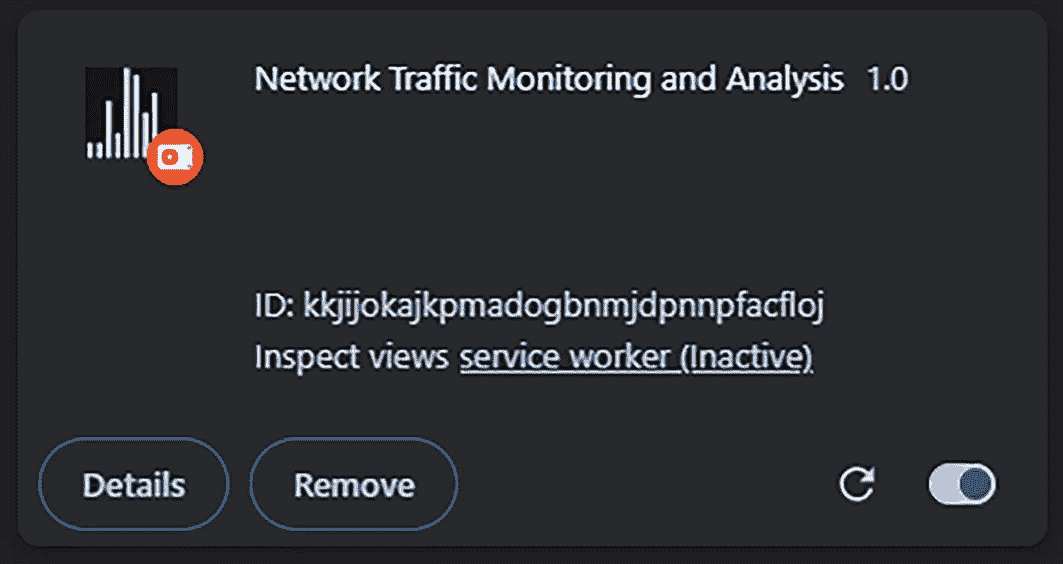 Network Traffic Monitoring and Analysis 1.0
ID: kkjijokajkpmadogbnmjdpnnpfacfloj
Inspect views service worker (Inactive)
Details Remove